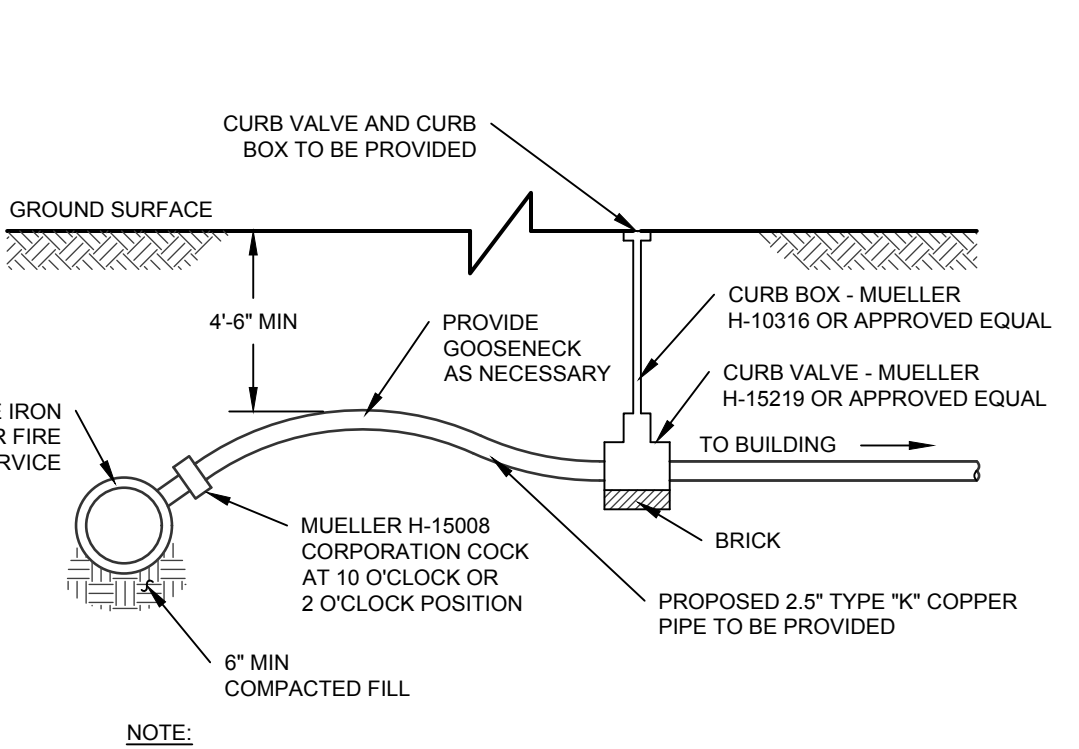 CURB VALVE AND CURB
BOX TO BE PROVIDED
GROUND SURFACE
4'-6" MIN
PROVIDE
GOOSENECK
AS NECESSARY
CURB BOX - MUELLER
H-10316 OR APPROVED EQUAL
CURB VALVE - MUELLER
H-15219 OR APPROVED EQUAL
IRON
FIRE
TO BUILDING
MUELLER H-15008
CORPORATION COCK
AT 10 O'CLOCK OR
2 O'CLOCK POSITION
BRICK
PROPOSED 2.5" TYPE "K" COPPER
PIPE TO BE PROVIDED
6" MIN
COMPACTED FILL
NOTE: